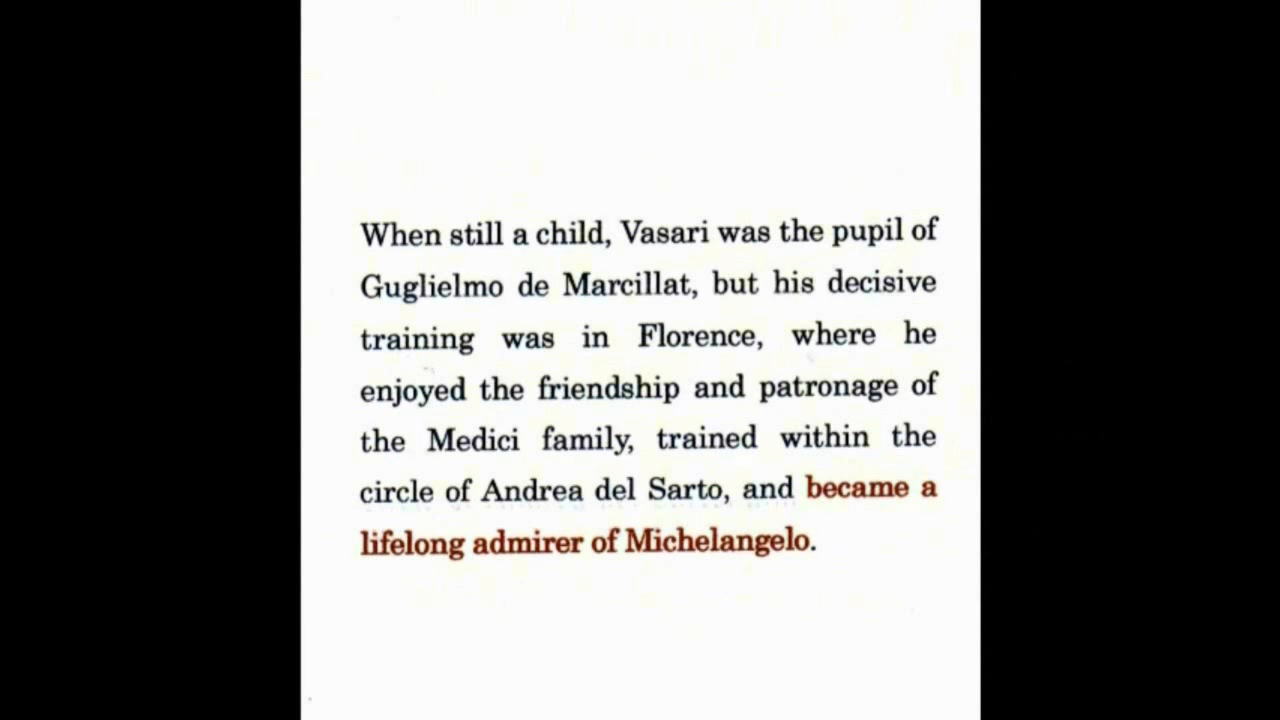 When still a child, Vasari was the pupil of
Guglielmo de Marcillat, but his decisive
training was in Florence, where he
enjoyed the friendship and patronage of
the Medici family, trained within the
circle of Andrea del Sarto, and became a
lifelong admirer of Michelangelo.